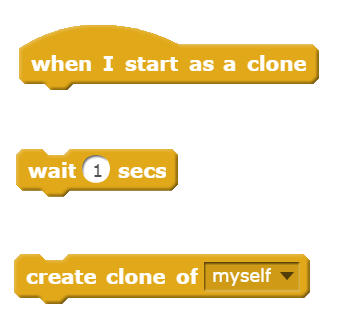 when I start as a clone
wait 1 secs
create clone of myself